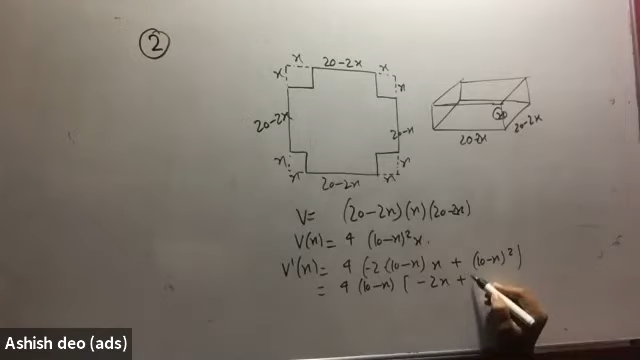 2
x 20-2x x
x x
20-2x 20-x 20
20-2x 20-2x
x x
x 20-2x x
V= (20-2x)(x)(20-2x)
V(x) = 4 (10-x)²x.
V'(x) = 4 (-2(10-x) x + (10-x)²)
= 4 (10-x) [ -2x +
Ashish deo (ads)